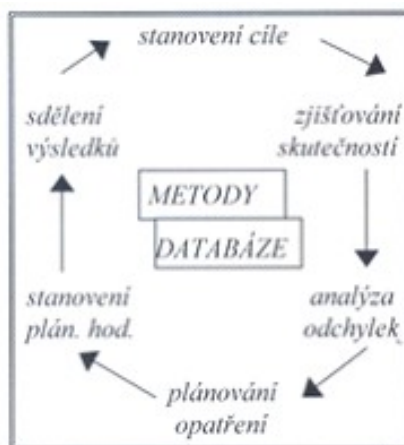 stanovení cíle
zjišťování
skutečností
analýza
odchylek
plánování
opatření
stanovení
plán. hod.
sdělení
výsledků
METODY
DATABÁZE